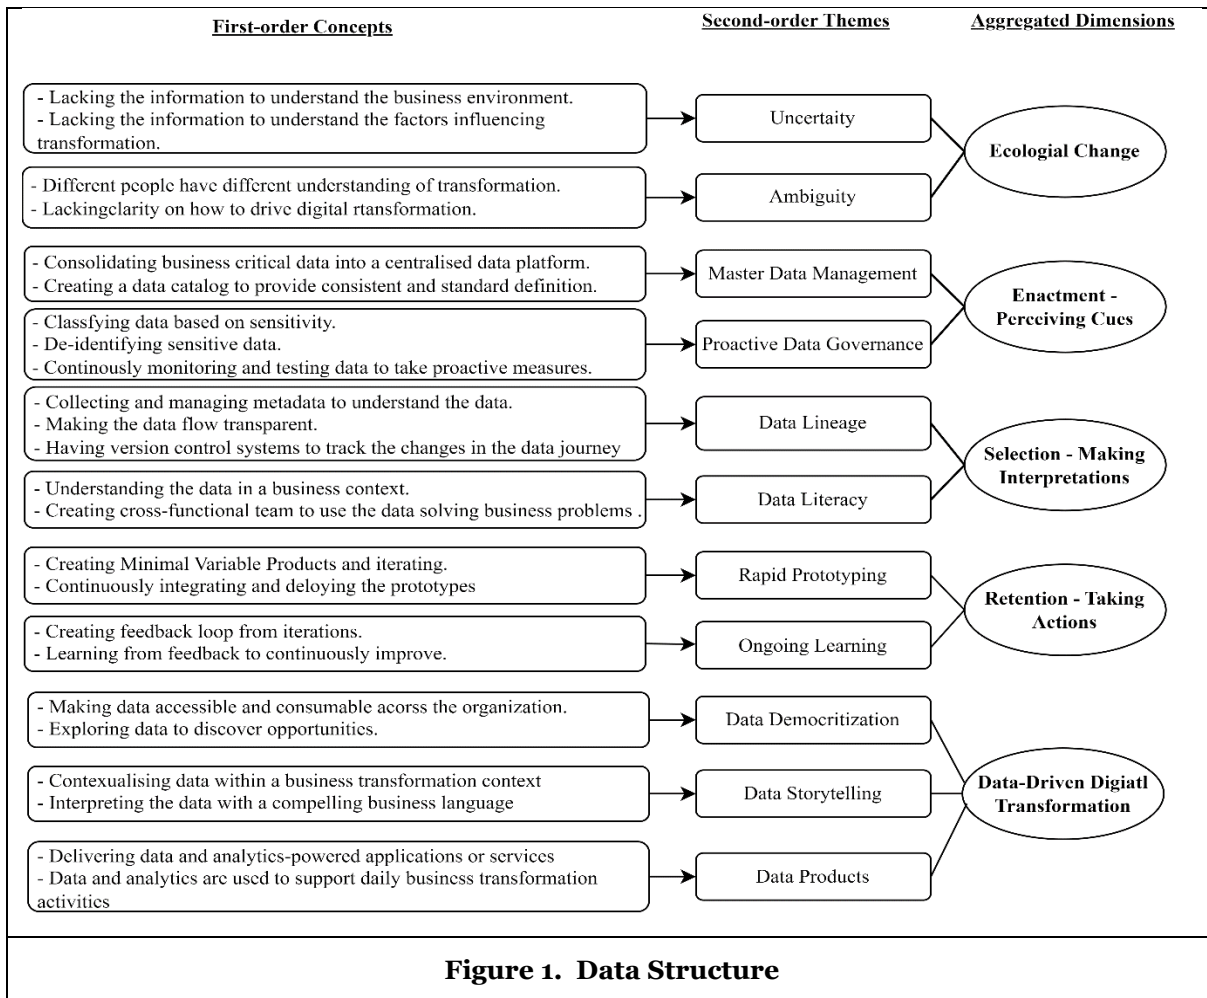 First-order Concepts
Second-order Themes
Aggregated Dimensions
- Lacking the information to understand the business environment.
- Lacking the information to understand the factors influencing
transformation.
Uncertaity
Ecologial Change
- Different people have different understanding of transformation.
- Lackingclarity on how to drive digital rtansformation.
Ambiguity
- Consolidating business critical data into a centralised data platform.
- Creating a data catalog to provide consistent and standard definition.
Master Data Management
Enactment -
Perceiving Cues
- Classfying data based on sensitivity.
- De-identifying sensitive data.
- Continously monitoring and testing data to take proactive measures.
Proactive Data Governance
- Collecting and managing metadata to understand the data.
- Making the data flow transparent.
- Having version control systems to track the changes in the data journey
Data Lineage
Selection - Making
Interpretations
- Understanding the data in a business context.
- Creating cross-functional team to use the data solving business problems .
Data Literacy
- Creating Minimal Variable Products and iterating.
- Continuously integrating and deloying the prototypes
Rapid Prototyping
Retention - Taking
Actions
- Creating feedback loop from iterations.
- Learning from feedback to continuously improve.
Ongoing Learning
- Making data accessible and consumable acorss the organization.
- Exploring data to discover opportunities.
Data Democritization
- Contexualising data within a business transformation context
- Interpreting the data with a compelling business language
Data Storytelling
Data-Driven Digiatl
Transformation
- Delivering data and analytics-powered applications or services
- Data and analytics are used to support daily business transformation
activities
Data Products
Figure 1. Data Structure